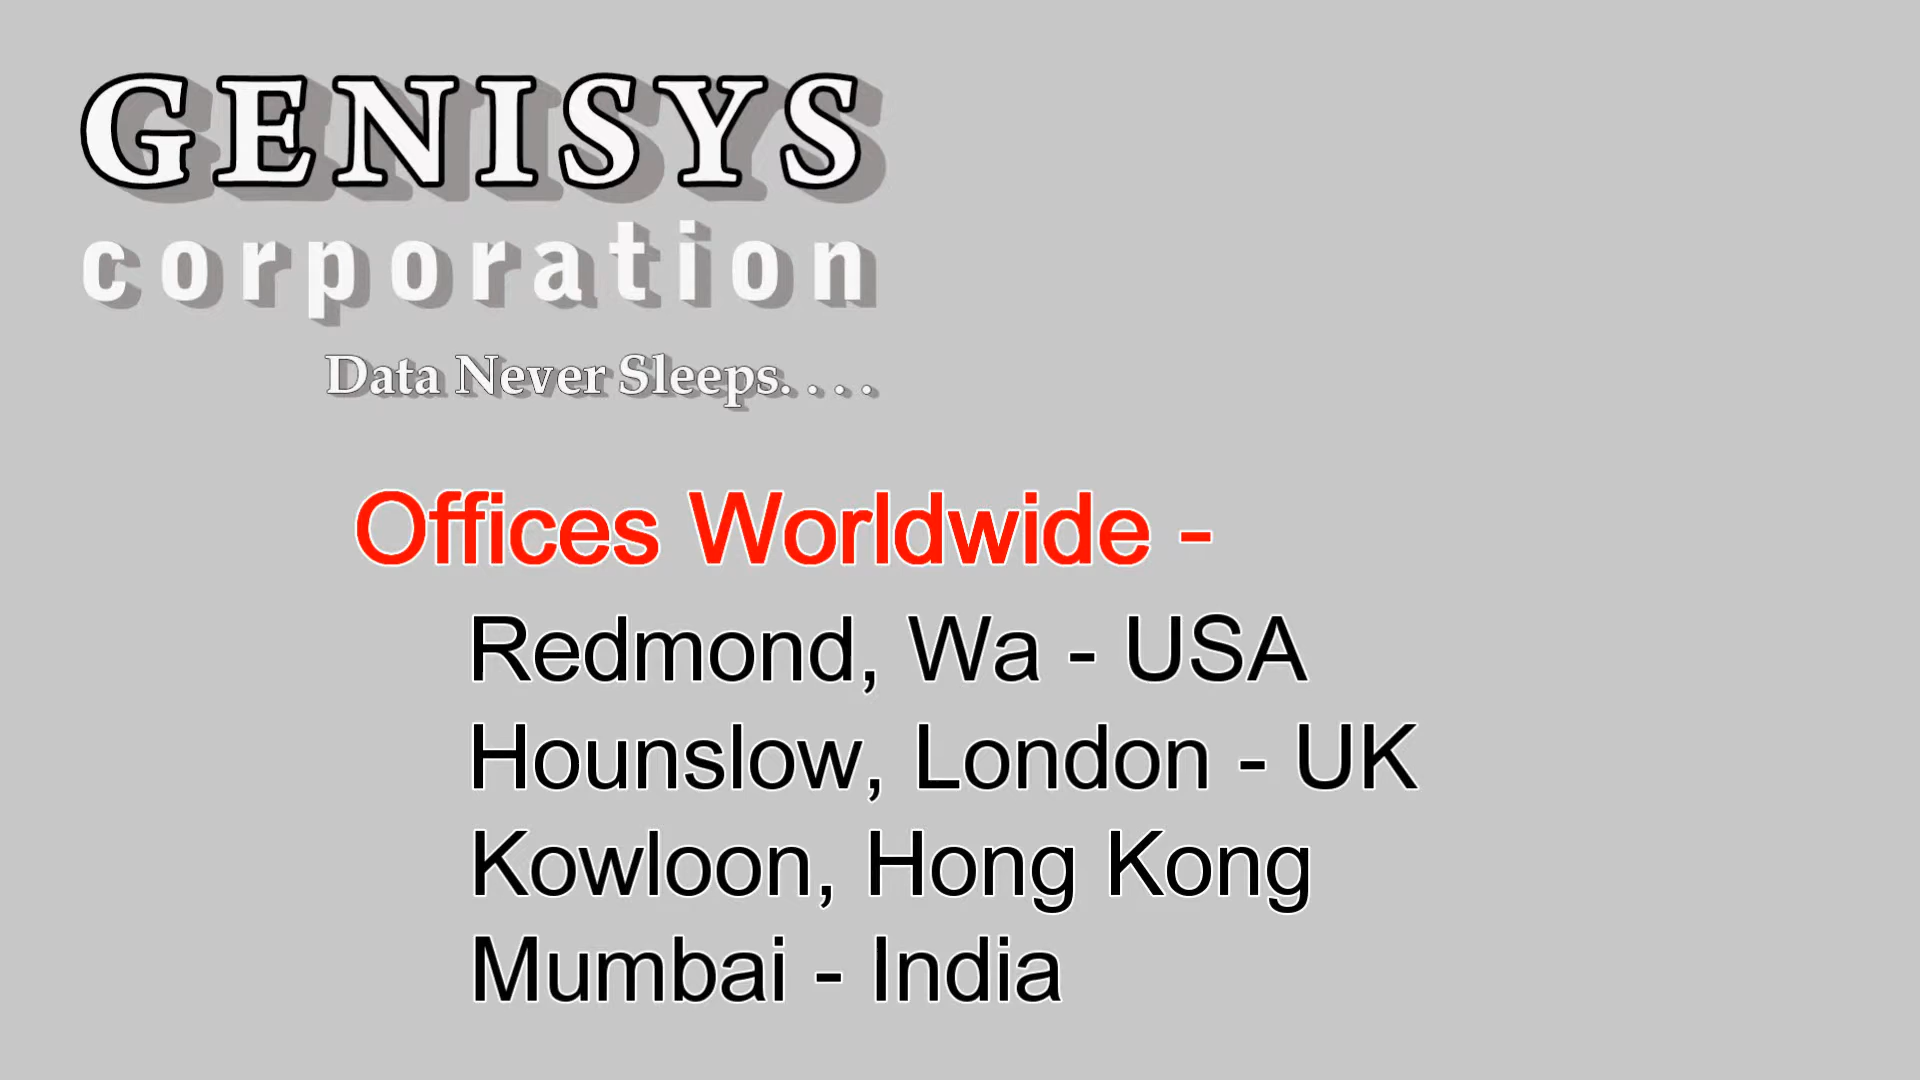 GENISYS
corporation
Data Never Sleeps. . . .
Offices Worldwide -
Redmond, Wa - USA
Hounslow, London - UK
Kowloon, Hong Kong
Mumbai - India